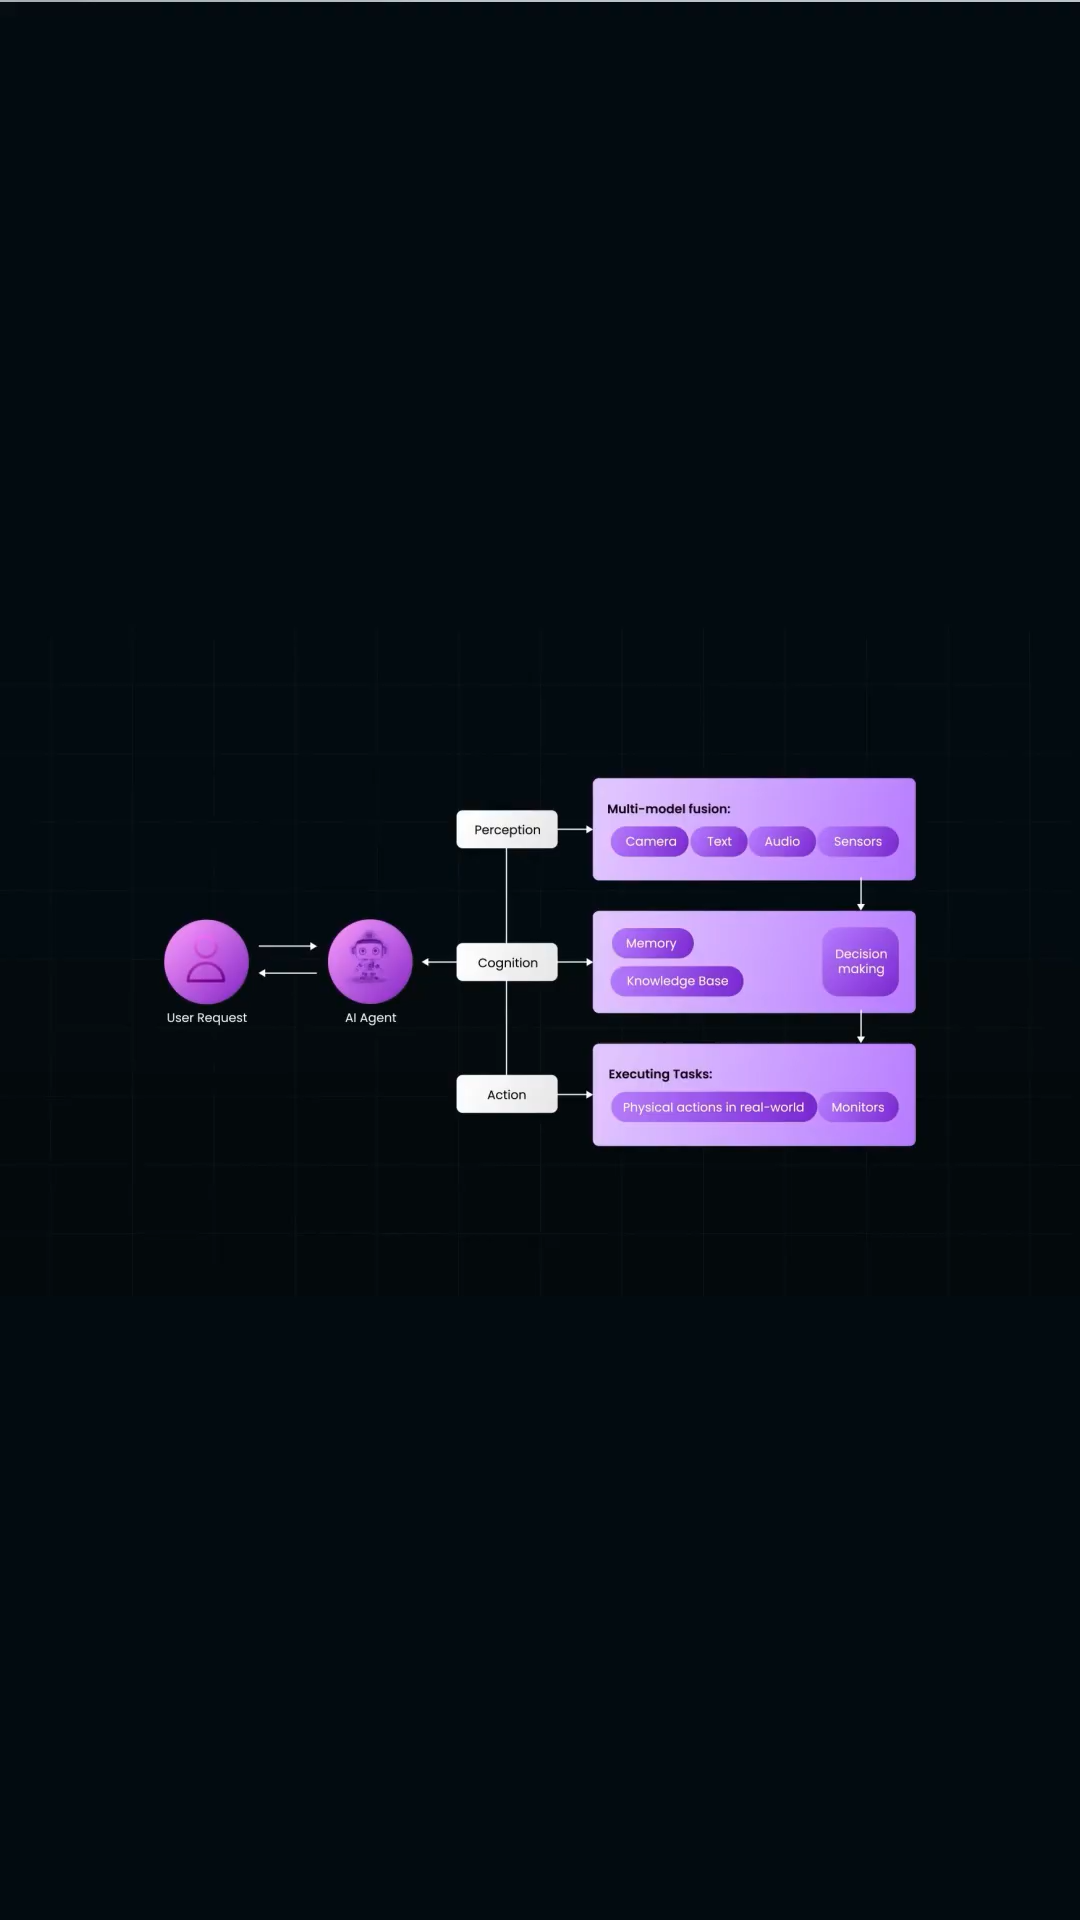 Multi-model fusion:
Perception
Camera
Text
Audio
Sensors
Memory
Decision
making
Cognition
Knowledge Base
User Request
AI Agent
Executing Tasks:
Action
Physical actions in real-world
Monitors